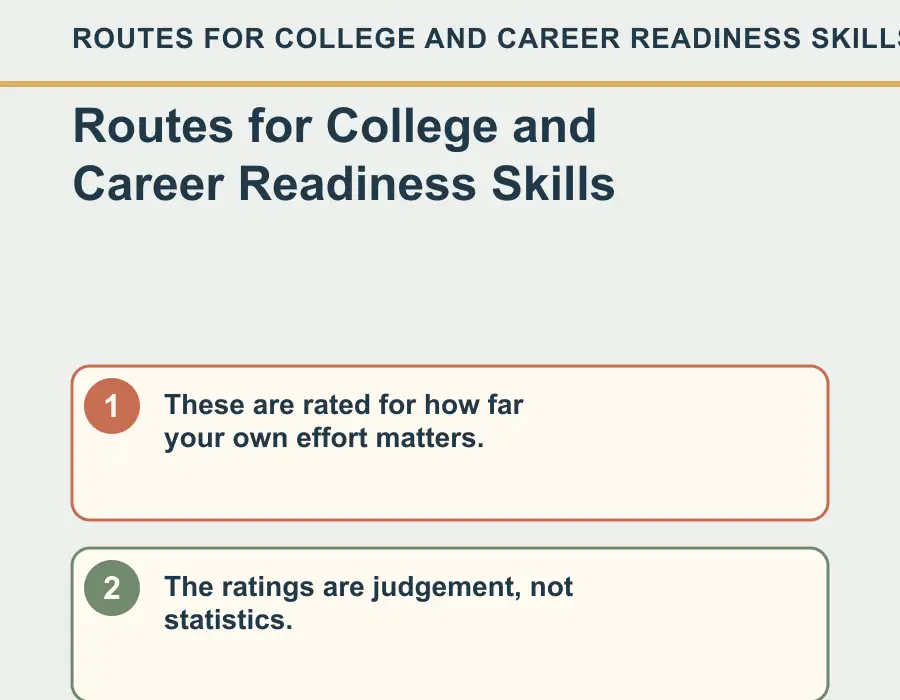 ROUTES FOR COLLEGE AND CAREER READINESS SKILLS
Routes for College and
Career Readiness Skills
1
These are rated for how far
your own effort matters.
2
The ratings are judgement, not
statistics.